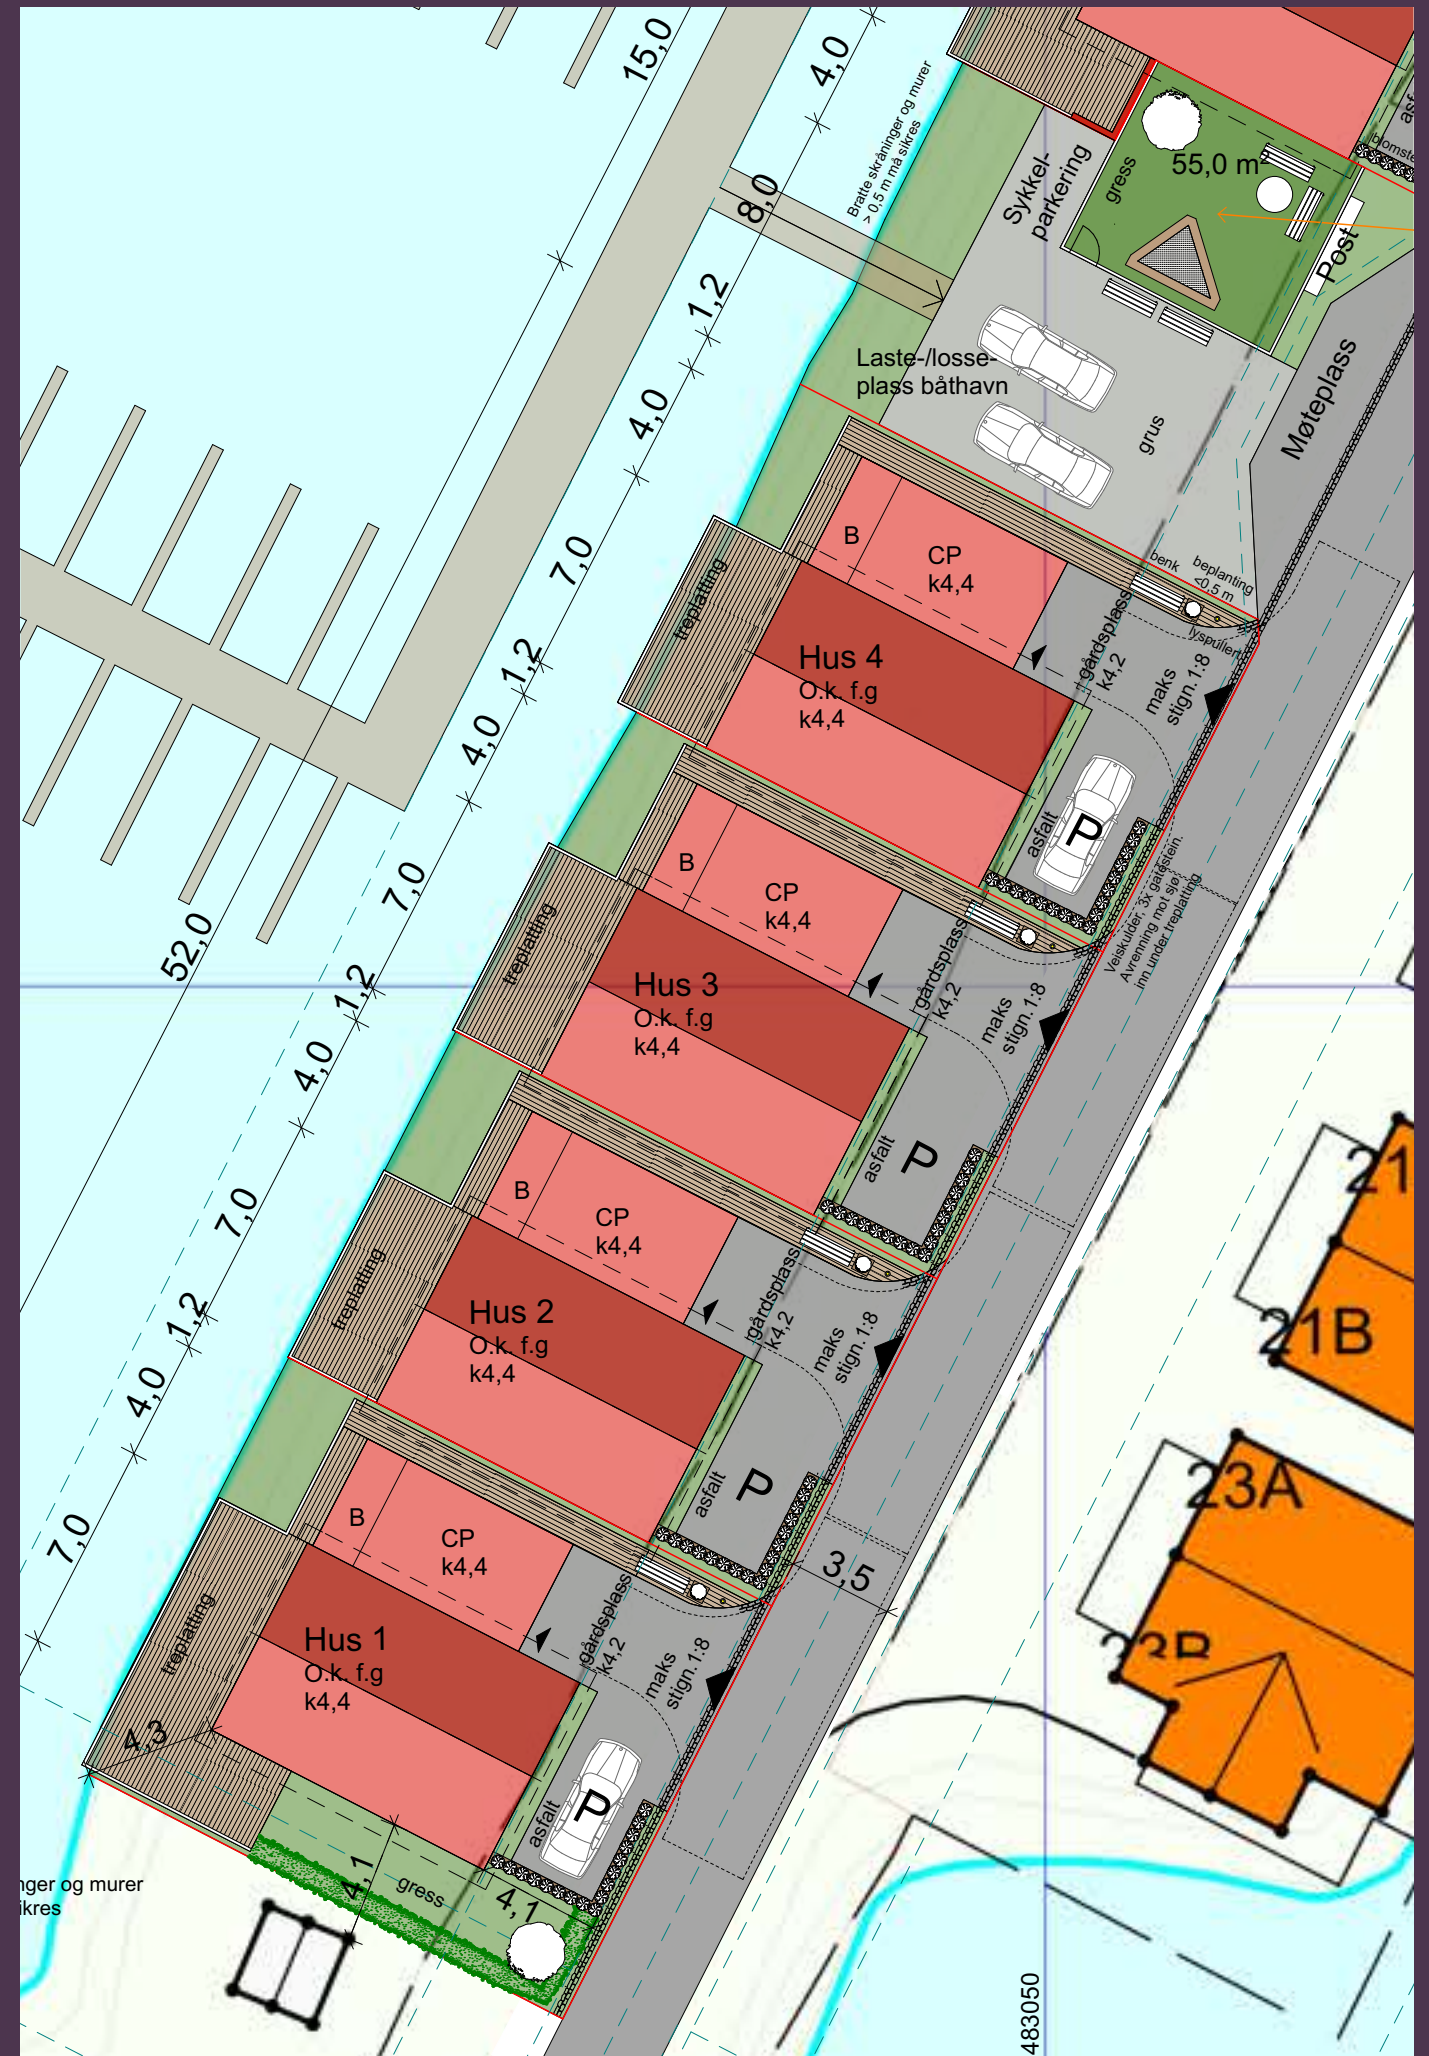 15,0
4,0
Bratte skråninger og murer
> 0,5 m må sikres
8,0
Sykkel-
parkering
gress
55,0 m²
Post
1,2
Laste-/losse-
plass båthavn
Møteplass
4,0
grus
7,0
B
CP
k4,4
benk
beplanting
<0,5 m
lyspullert
treplatting
gårdsplass
k4,2
Hus 4
O.k. f.g
k4,4
maks
stign. 1:8
1,2
4,0
asfalt
P
7,0
B
CP
k4,4
Veiskulder, 3x gatestein.
Avrenning mot sjø
inn under treplatting.
52,0
treplatting
gårdsplass
k4,2
Hus 3
O.k. f.g
k4,4
maks
stign. 1:8
1,2
4,0
asfalt
P
21
7,0
B
CP
k4,4
treplatting
gårdsplass
k4,2
Hus 2
O.k. f.g
k4,4
maks
stign. 1:8
21B
1,2
4,0
asfalt
P
23A
7,0
B
CP
k4,4
3,5
treplatting
gårdsplass
k4,2
Hus 1
O.k. f.g
k4,4
maks
stign. 1:8
23B
4,3
asfalt
P
4,1
gress
4,1
nger og murer
ikres
483050